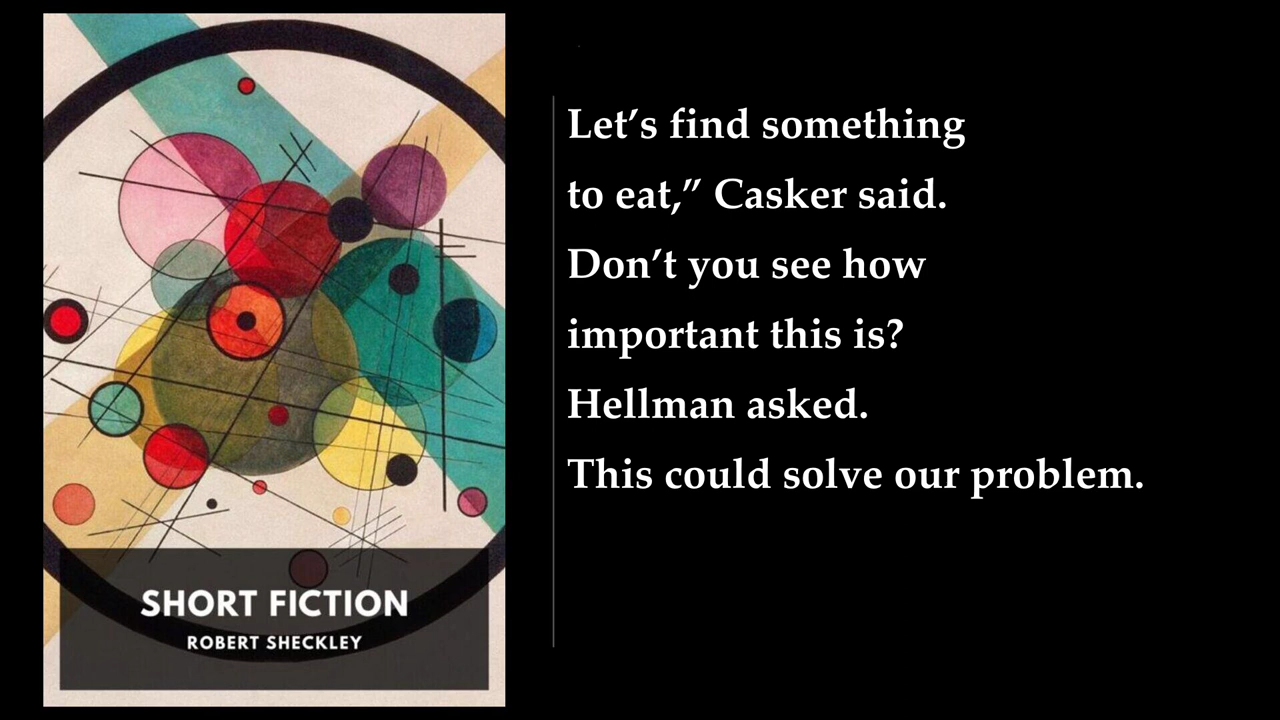 Let’s find something
to eat,” Casker said.
Don’t you see how
important this is?
Hellman asked.
This could solve our problem.
SHORT FICTION
ROBERT SHECKLEY